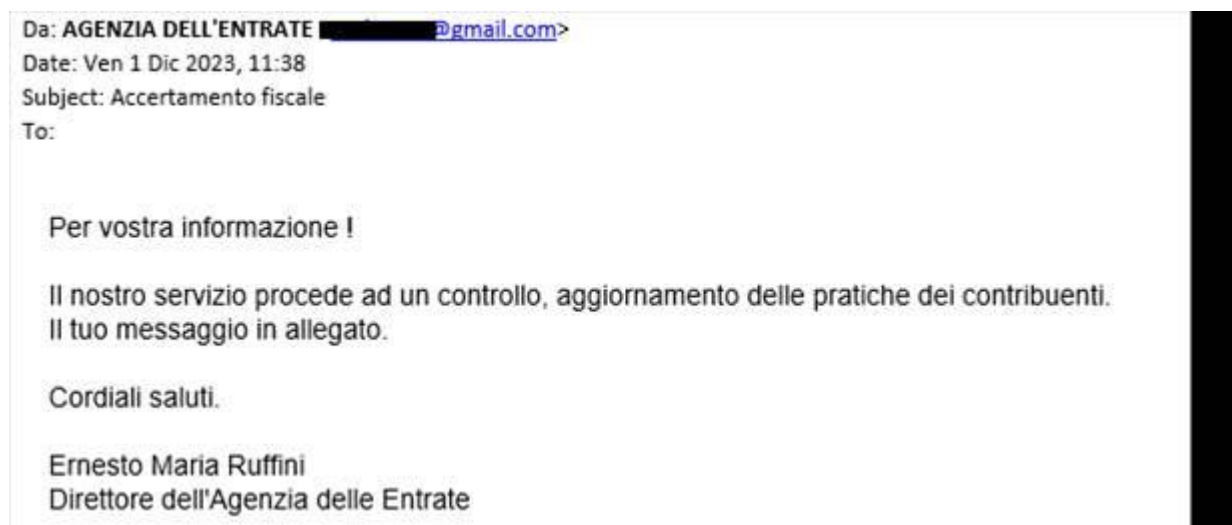 Da: AGENZIA DELL'ENTRATE @gmail.com>
Date: Ven 1 Dic 2023, 11:38
Subject: Accertamento fiscale
To:
Per vostra informazione !
Il nostro servizio procede ad un controllo, aggiornamento delle pratiche dei contribuenti.
Il tuo messaggio in allegato.
Cordiali saluti.
Ernesto Maria Ruffini
Direttore dell'Agenzia delle Entrate